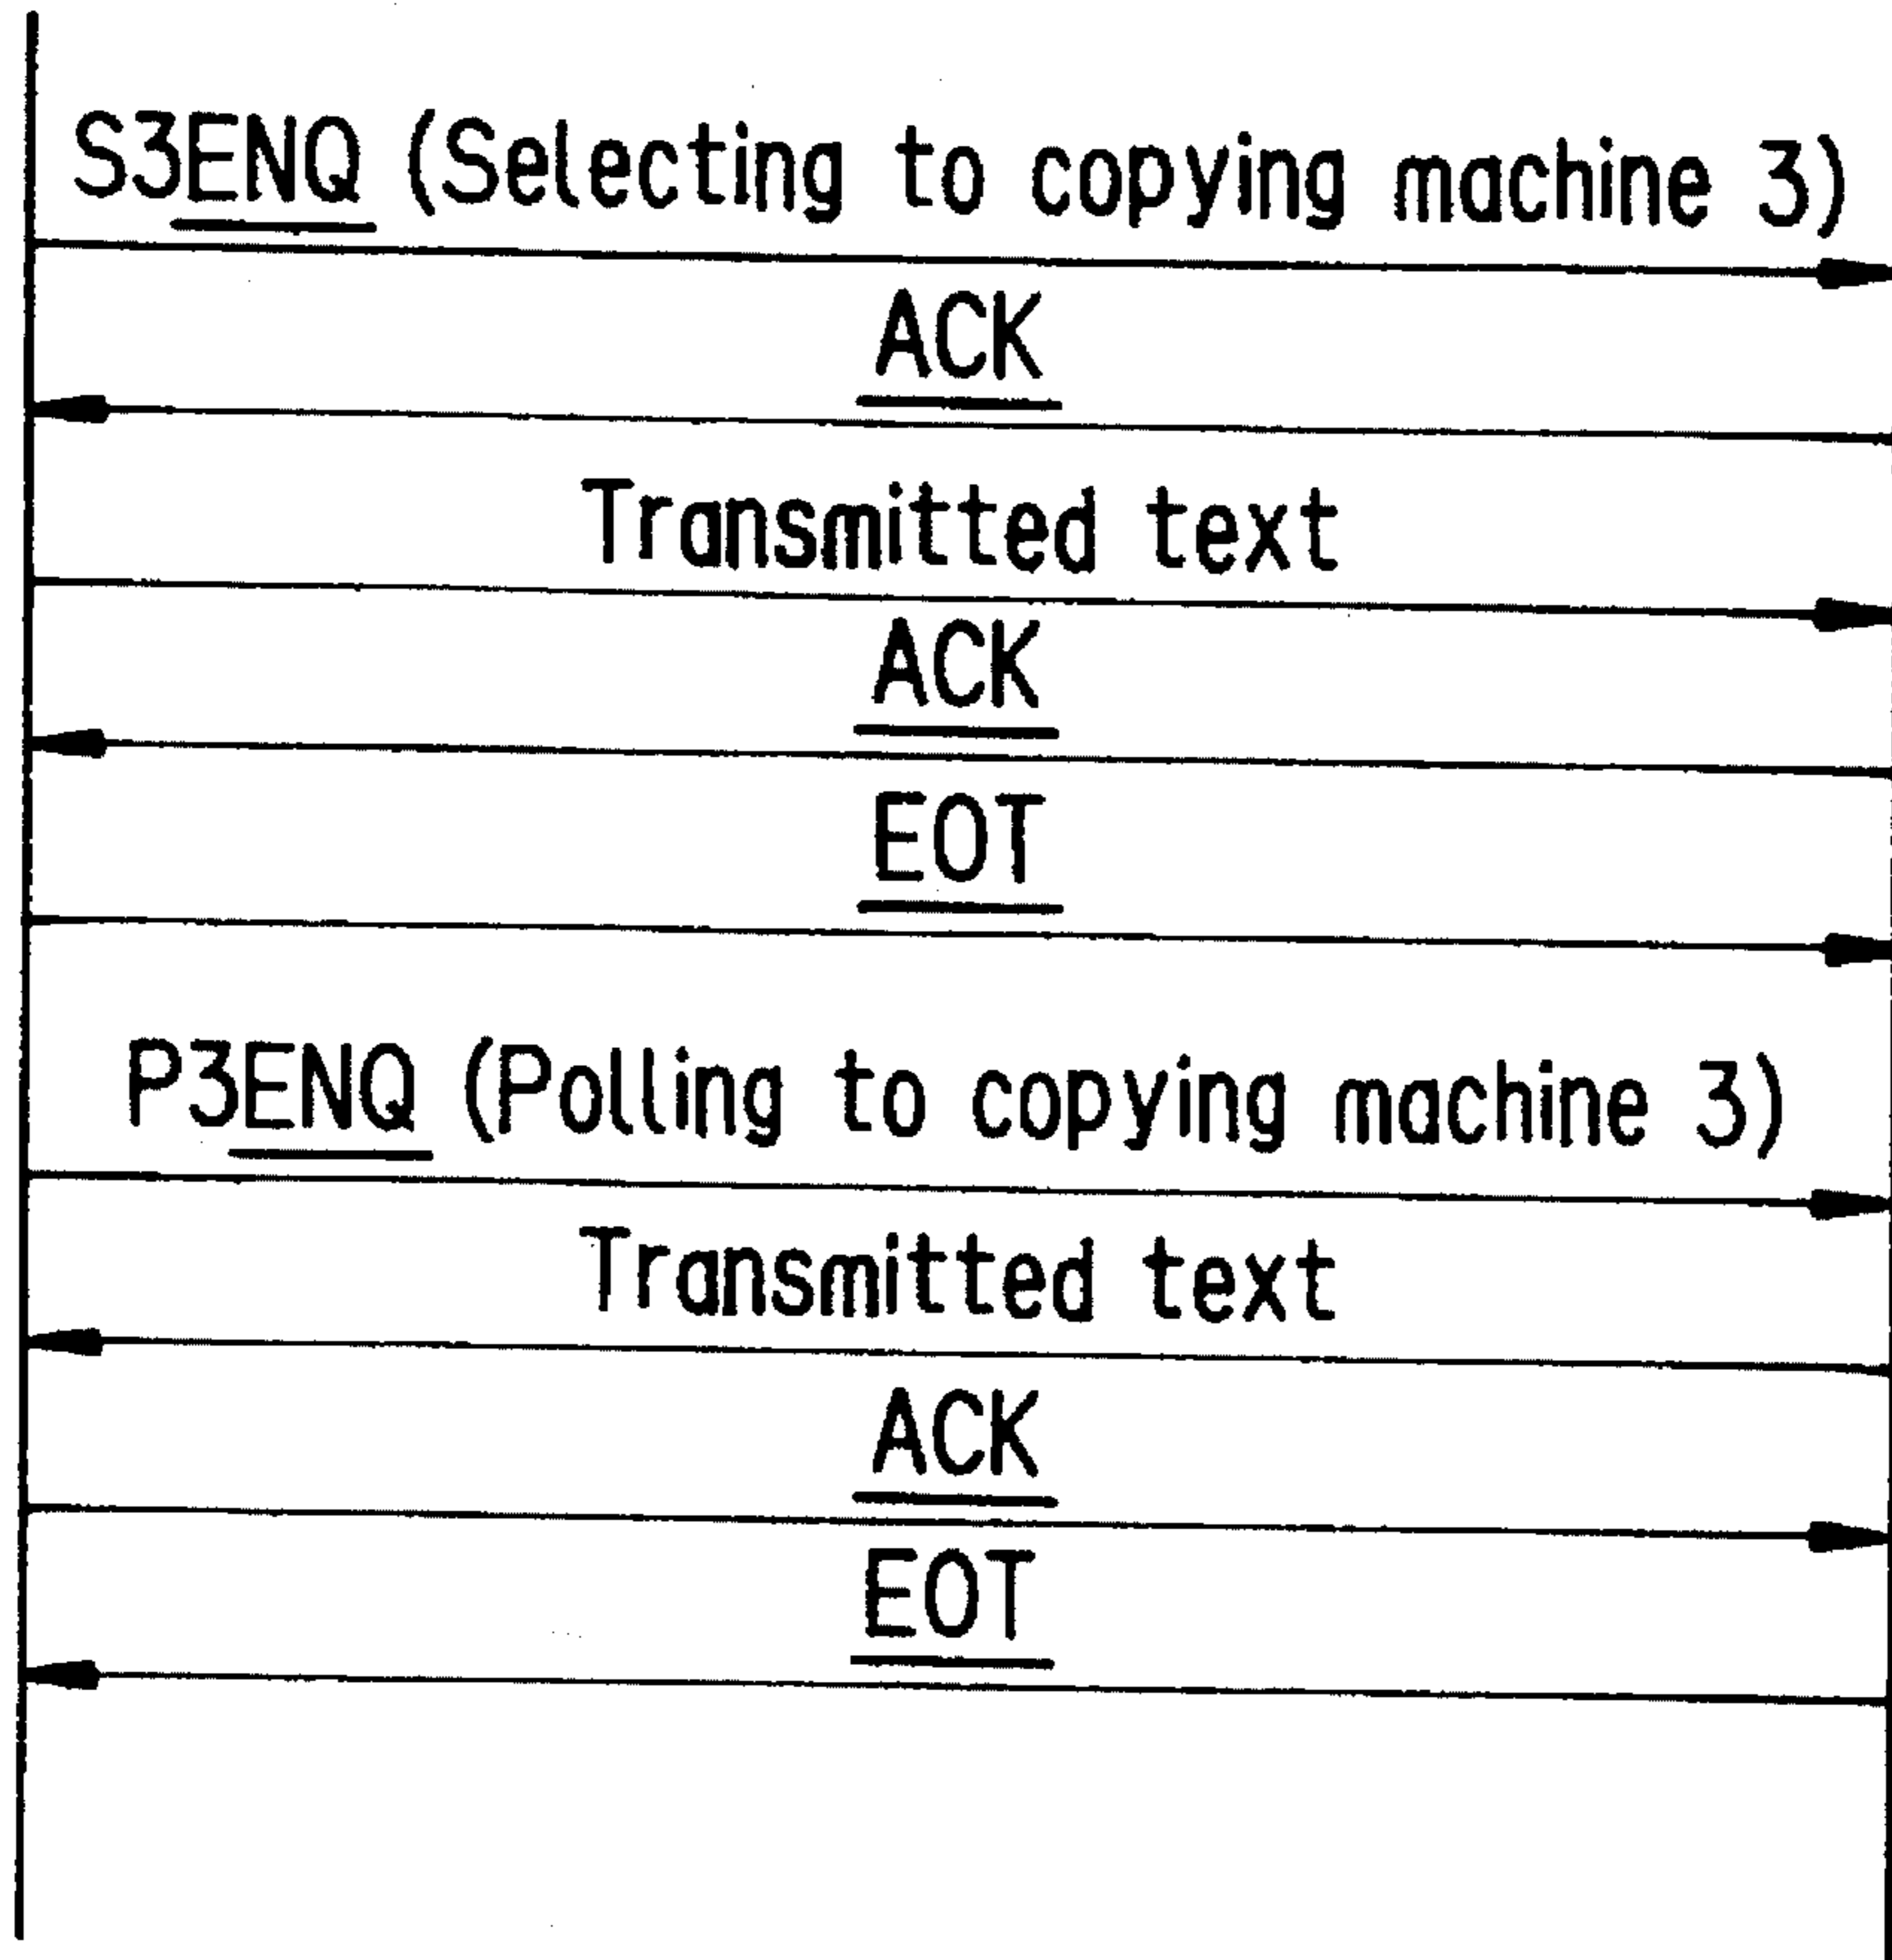 S3ENQ (Selecting to copying machine 3)
ACK
Transmitted text
ACK
EOT
P3ENQ (Polling to copying machine 3)
Transmitted text
ACK
EOT